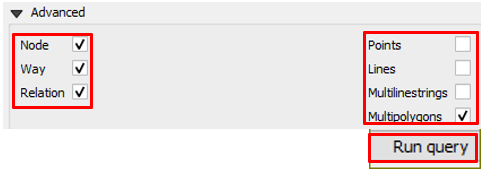 Advanced
Node
Way
Relation
Points
Lines
Multilinestrings
Multipolygons
Run query